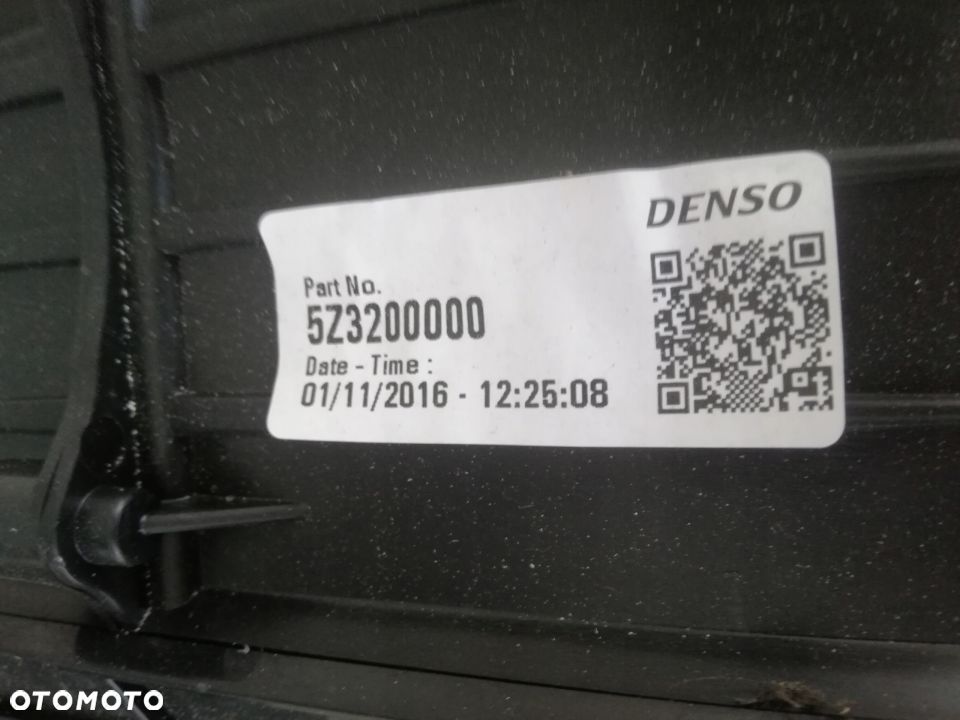 DENSO
Part No.
5Z3200000
Date - Time :
01/11/2016 - 12:25:08
OTOMOTO